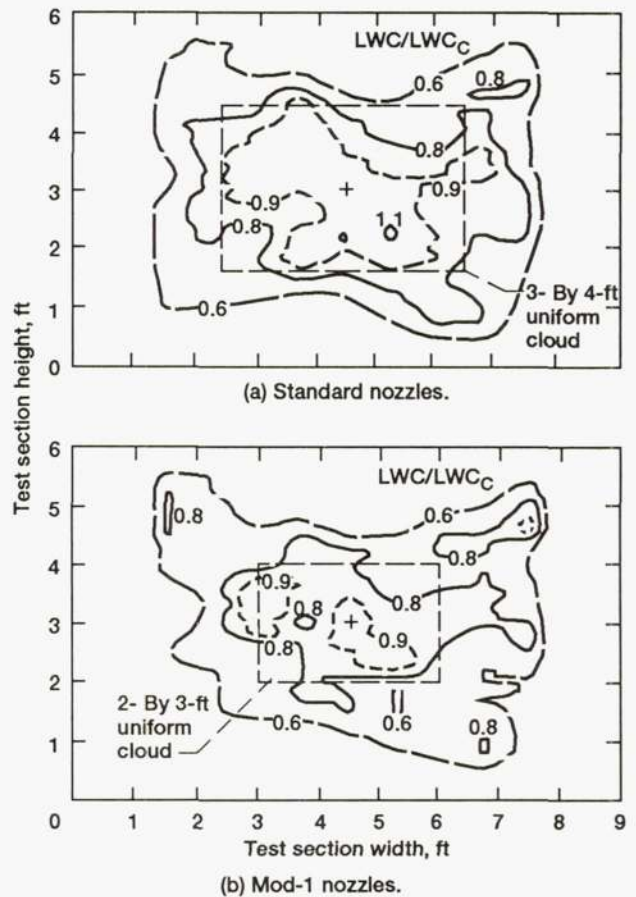 6
5
4
3
2
1
0
LWC/LWC_C
0.6
0.8
0.8
0.9
0.9
0.8
1.1
0.6
3- By 4-ft
uniform
cloud
(a) Standard nozzles.
Test section height, ft
6
5
4
3
2
1
0
LWC/LWC_C
0.8
0.6
0.8
0.9
0.8
0.8
0.8
0.9
2- By 3-ft
uniform
cloud
0.6
0.6
0.8
1 2 3 4 5 6 7 8 9
Test section width, ft
(b) Mod-1 nozzles.